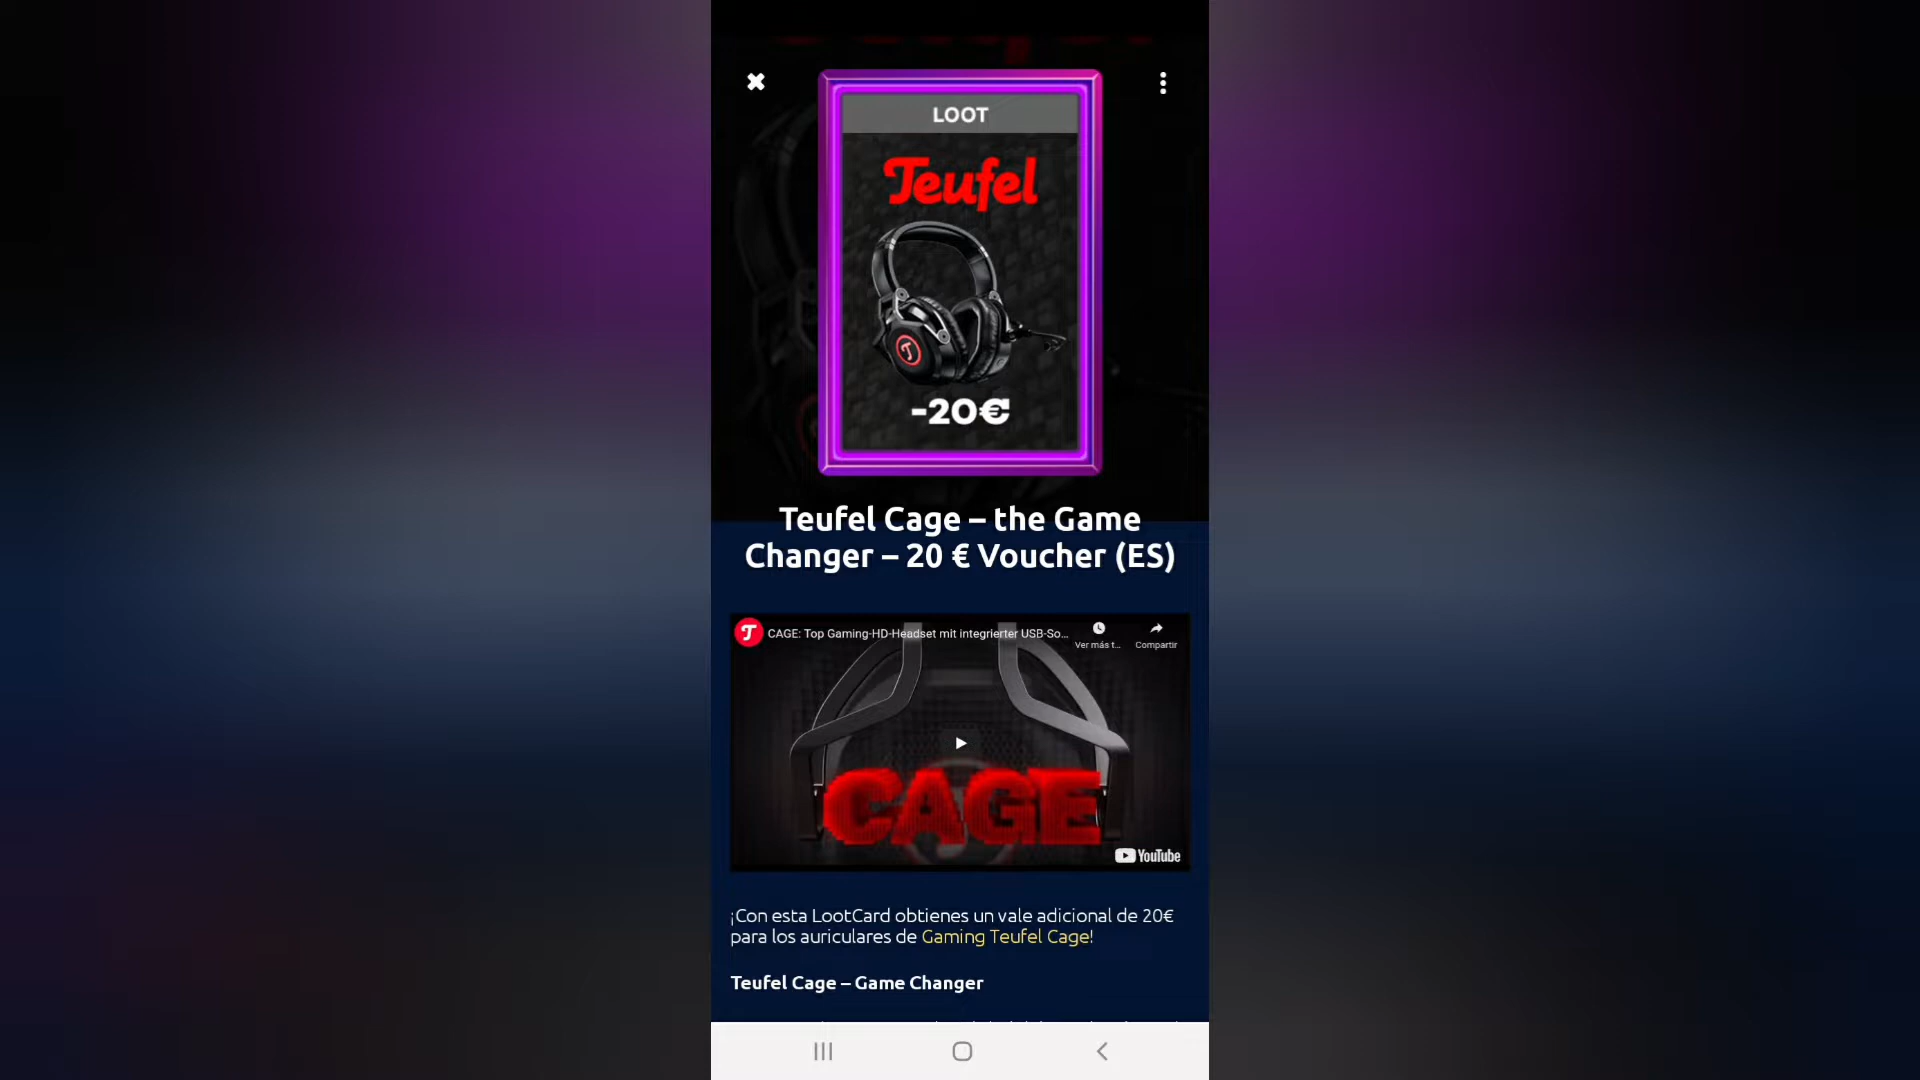 LOOT
Teufel
-20€
Teufel Cage – the Game
Changer – 20 € Voucher (ES)
CAGE: Top Gaming-HD-Headset mit integrierter USB-So...
Ver más t...
Compartir
CAGE
YouTube
¡Con esta LootCard obtienes un vale adicional de 20€
para los auriculares de Gaming Teufel Cage!
Teufel Cage – Game Changer